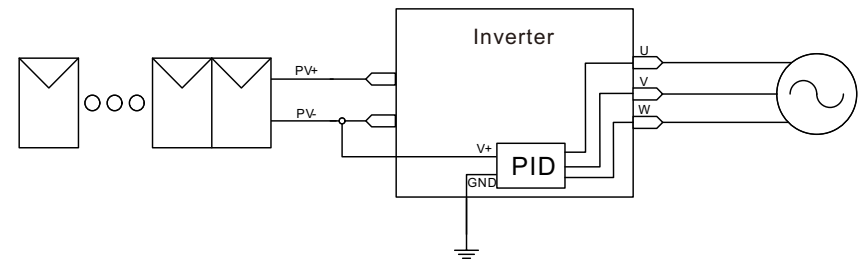 Inverter
U
PV+
V
PV-
W
V+
PID
GND